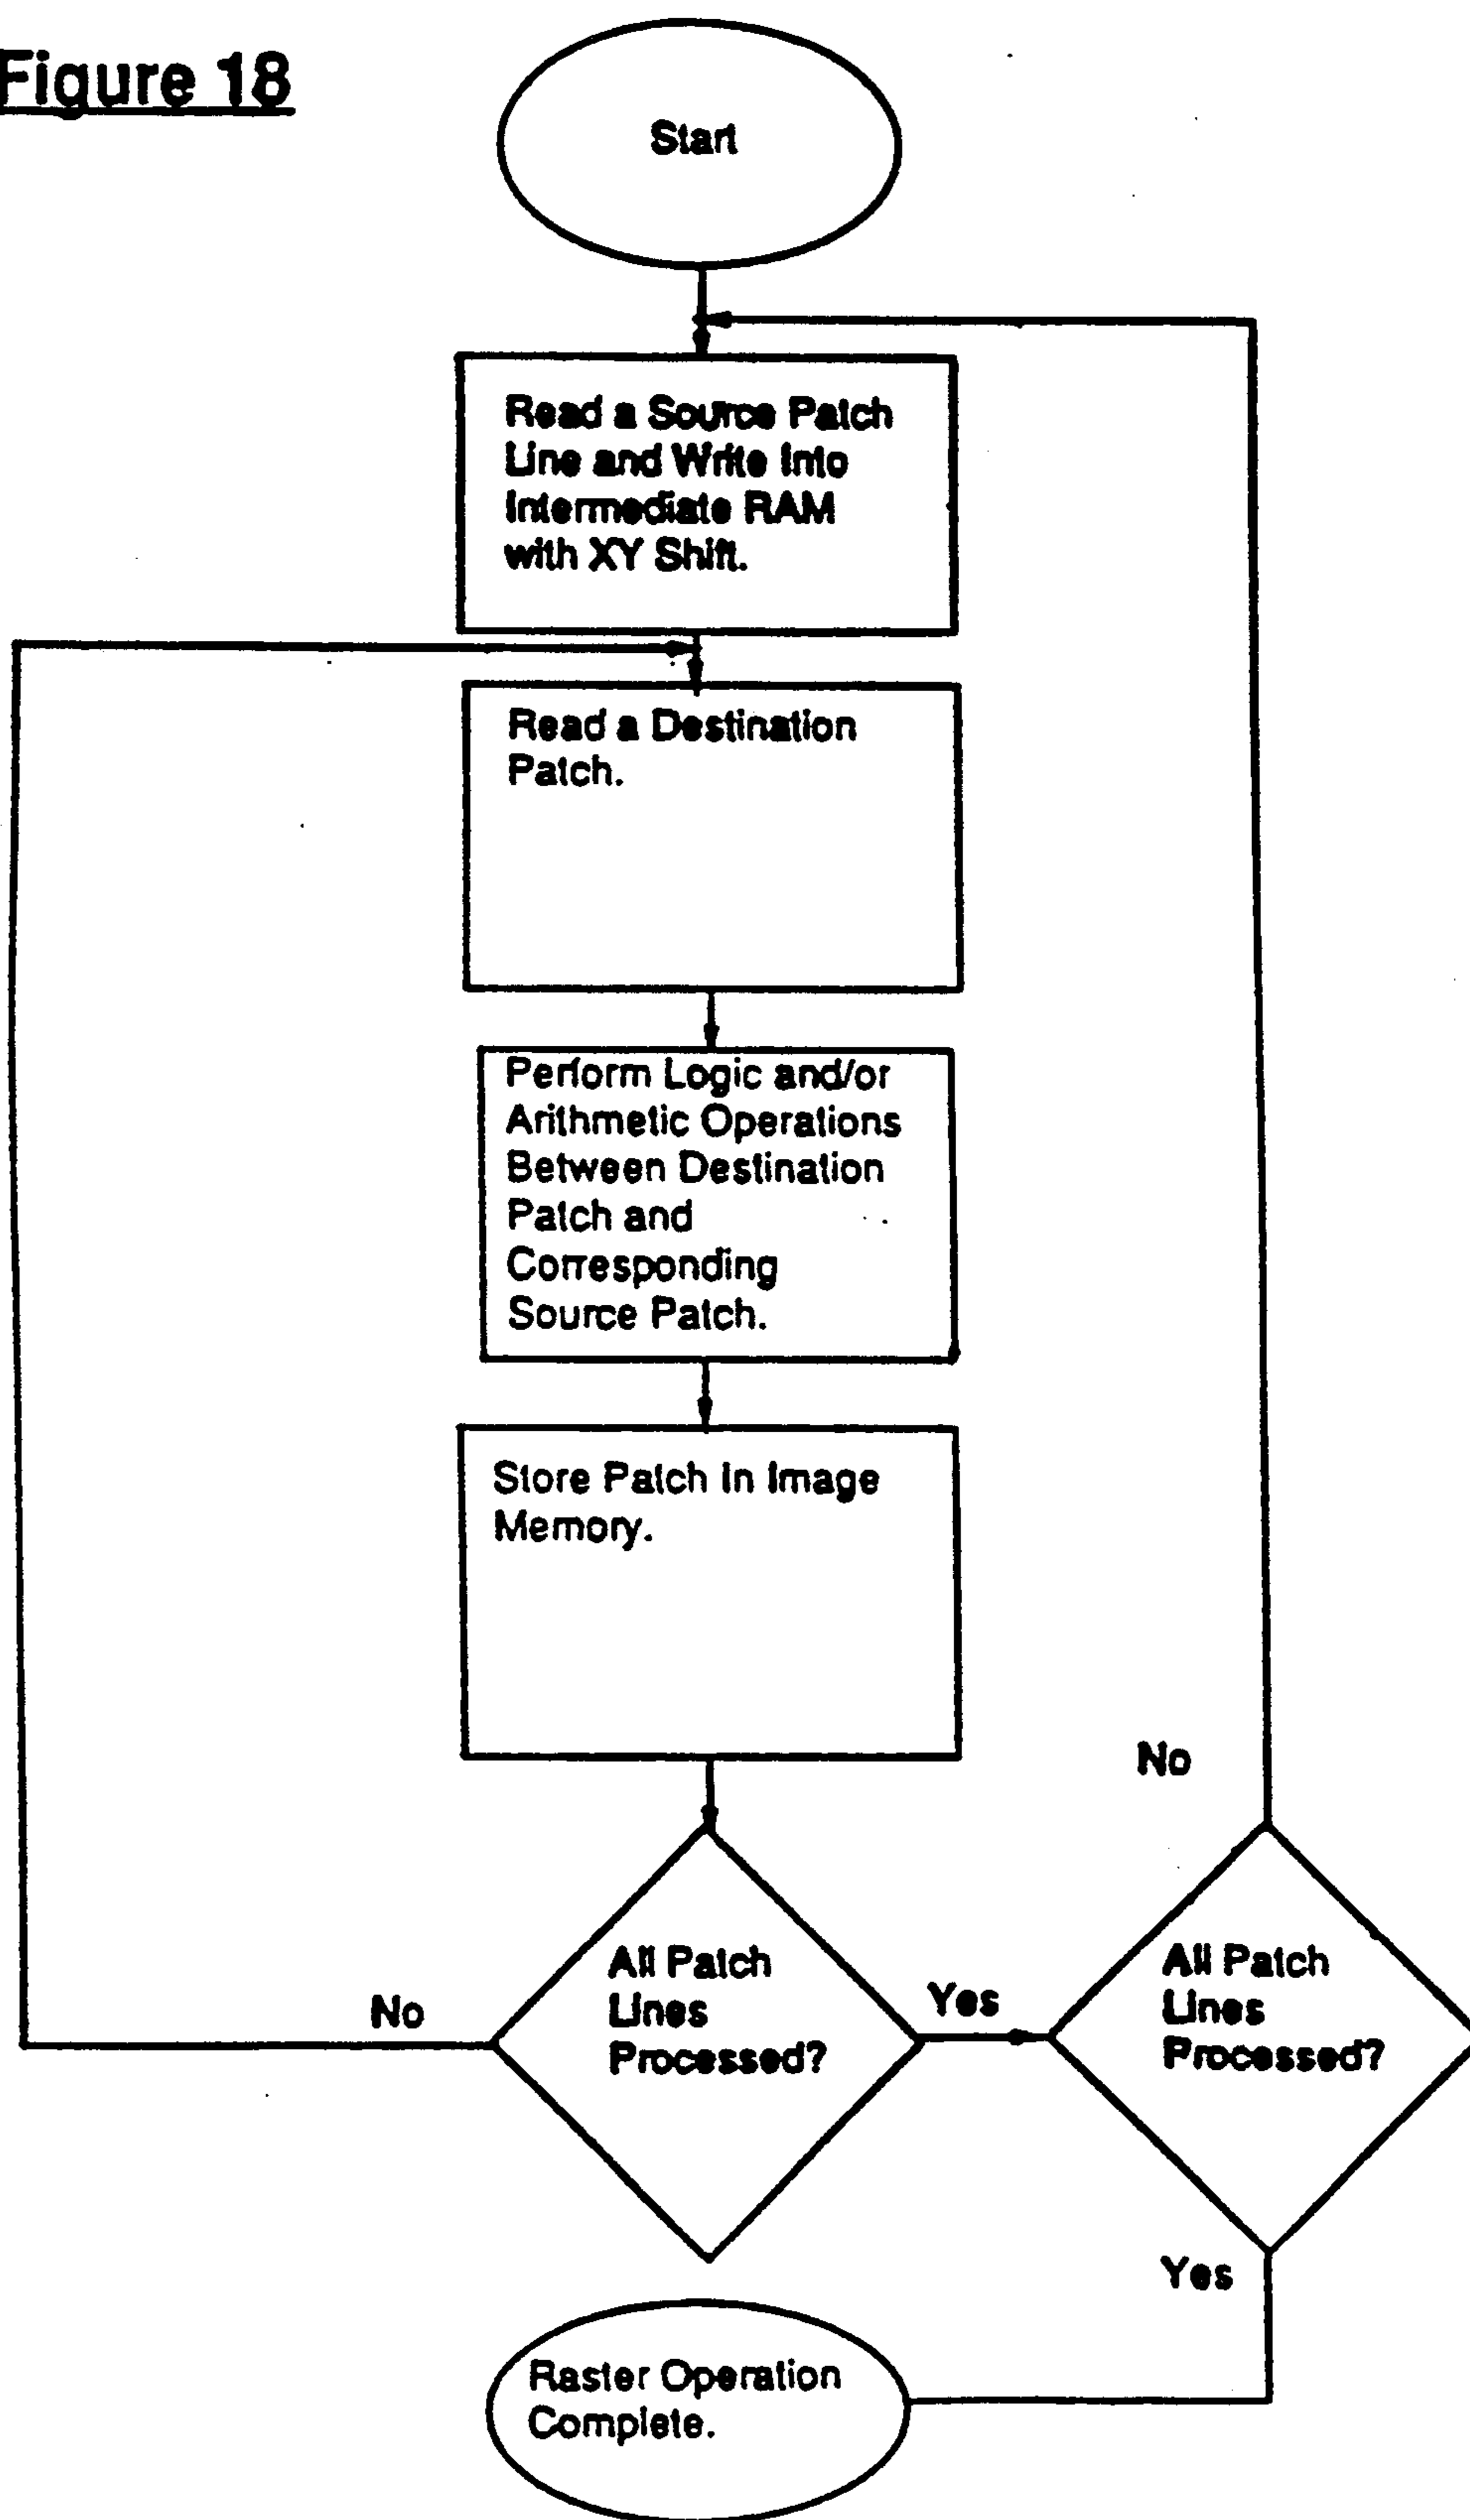 Figure 18
Start
Read a Source Patch
Line and Write Into
Intermediate RAM
with XY Shift.
Read a Destination
Patch.
Perform Logic and/or
Arithmetic Operations
Between Destination
Patch and
Corresponding
Source Patch.
Store Patch in Image
Memory.
No
All Patch
Lines
Processed?
Yes
No
All Patch
Lines
Processed?
Yes
Raster Operation
Complete.